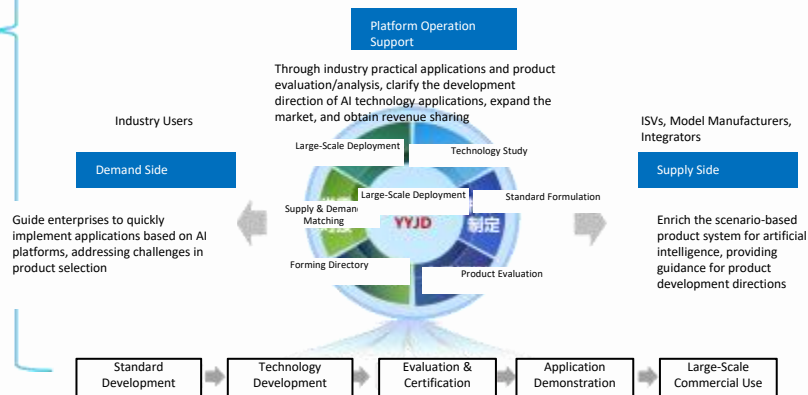 Platform Operation
Support
Through industry practical applications and product
evaluation/analysis, clarify the development
direction of AI technology applications, expand the
market, and obtain revenue sharing
Industry Users
ISVs, Model Manufacturers,
Integrators
Demand Side
Supply Side
Large-Scale Deployment
Technology Study
Large-Scale Deployment
Standard Formulation
Supply & Deman
Matching
YYJD
制定
Forming Directory
Product Evaluation
Guide enterprises to quickly
implement applications based on AI
platforms, addressing challenges in
product selection
Enrich the scenario-based
product system for artificial
intelligence, providing
guidance for product
development directions
Standard
Development
Technology
Development
Evaluation &
Certification
Application
Demonstration
Large-Scale
Commercial Use